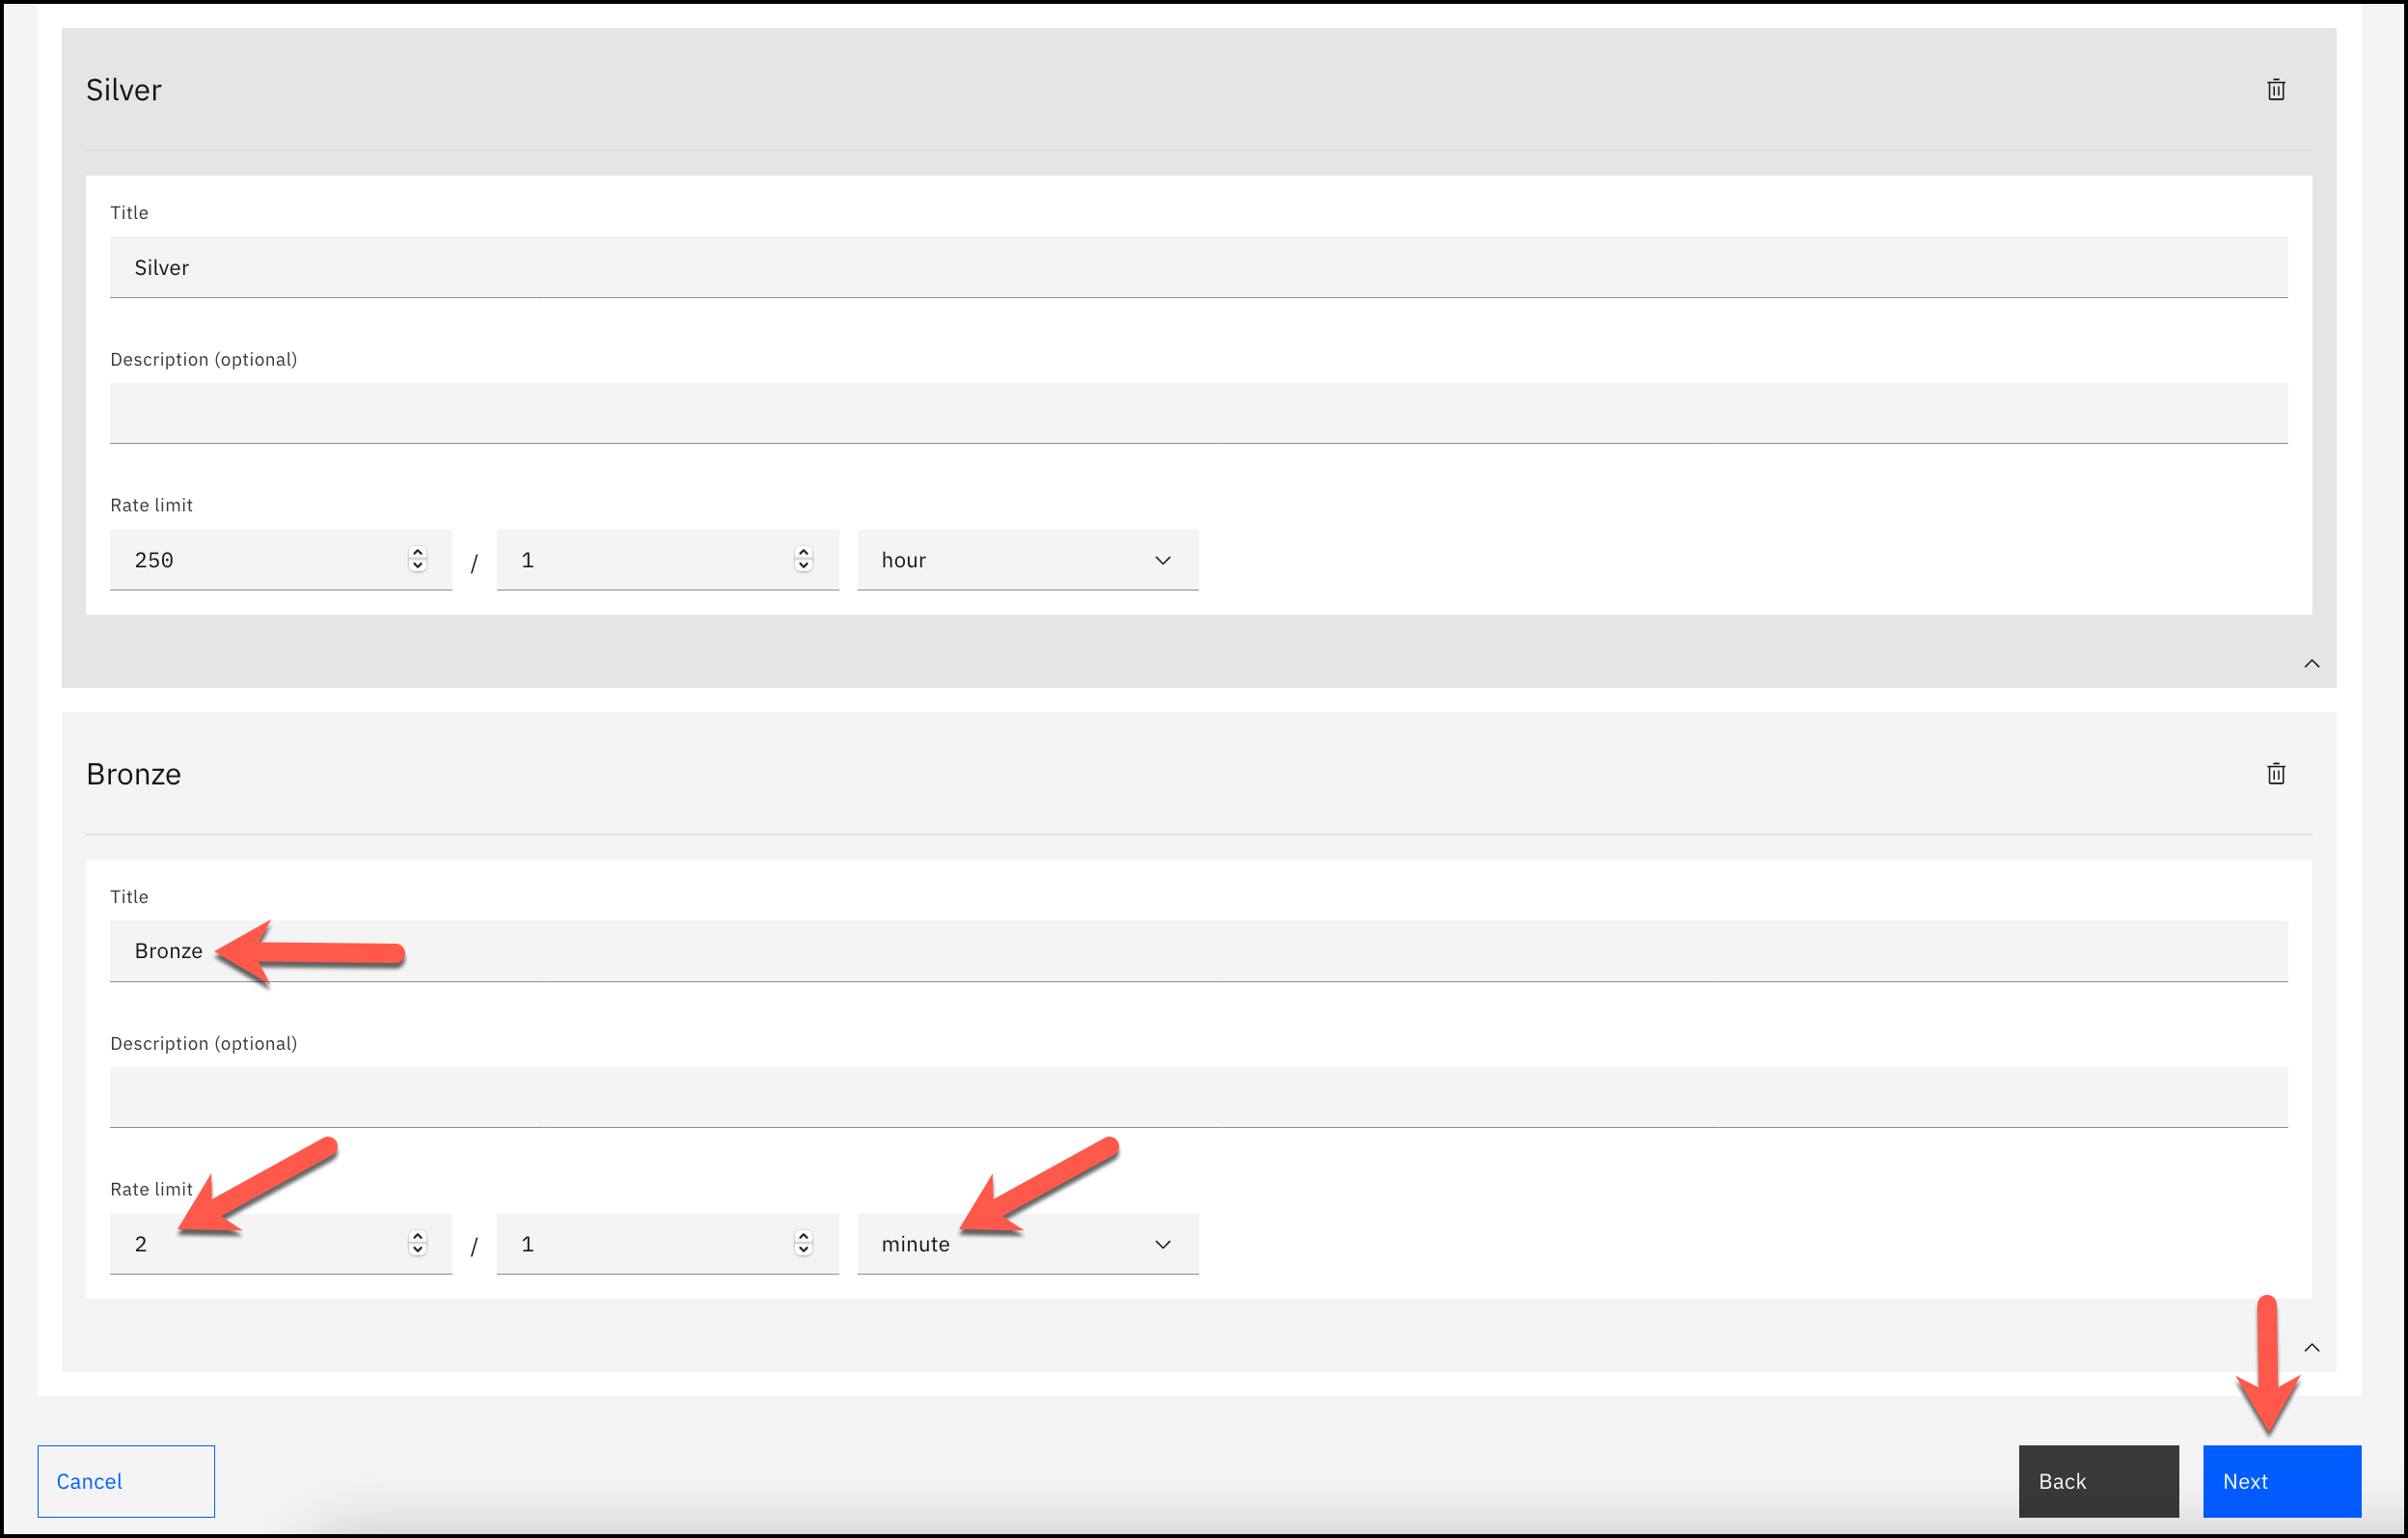 Silver
Title
Silver
Description (optional)
Rate limit
250 / 1 hour
Bronze
Title
Bronze
Description (optional)
Rate limit
2 / 1 minute
Cancel Back Next